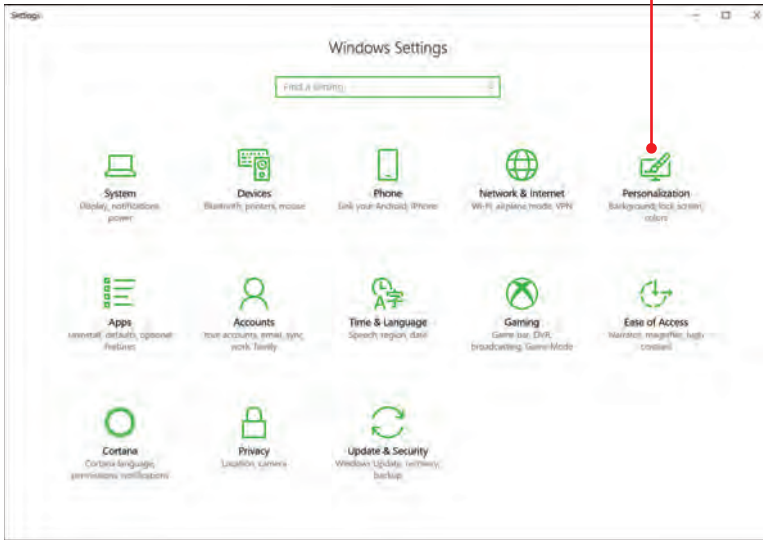 Settings
Windows Settings
Find a setting
System
Display, notifications,
power
Devices
Bluetooth, printers, mouse
Phone
Link your Android, iPhone
Network & Internet
Wi-Fi, airplane mode, VPN
Personalization
Background, lock screen,
colors
Apps
Uninstall, defaults, optional
features
Accounts
Your accounts, email, sync,
work, family
Time & Language
Speech, region, date
Gaming
Game bar, DVR,
broadcasting, Game Mode
Ease of Access
Narrator, magnifier, high
contrast
Cortana
Cortana language,
permissions, notifications
Privacy
Location, camera
Update & Security
Windows Update, recovery,
backup